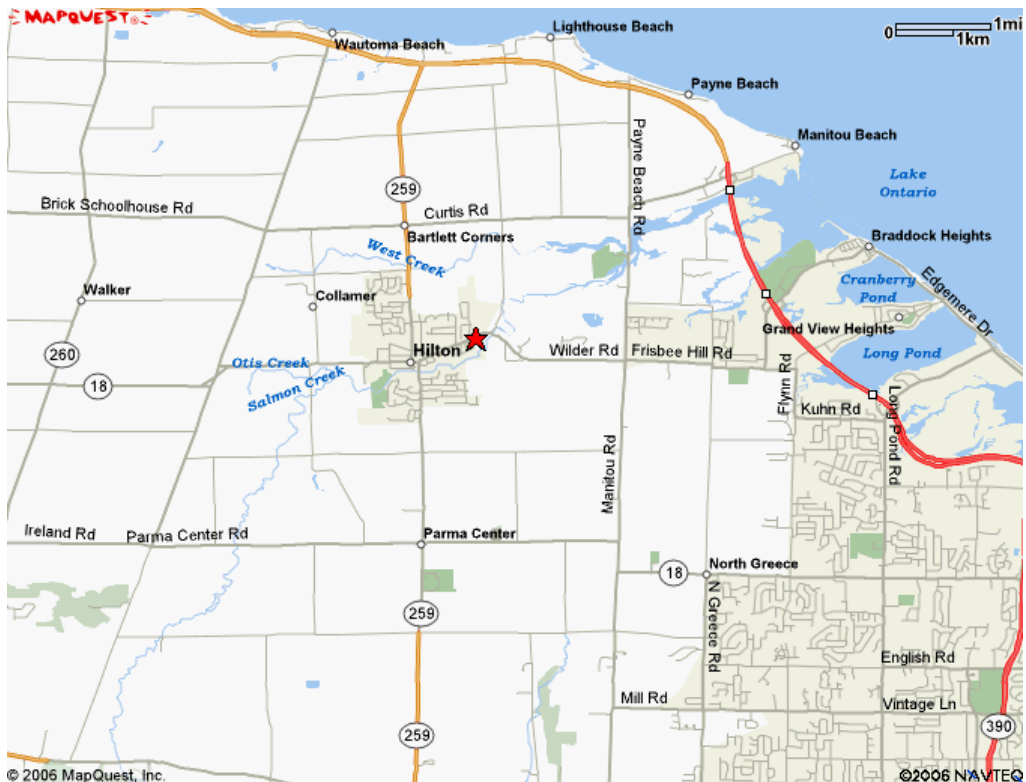 MAPQUEST
Lighthouse Beach
0 1mi
1km
Wautoma Beach
Payne Beach
Payne Beach Rd
Manitou Beach
Lake
Ontario
259
Brick Schoolhouse Rd
Curtis Rd
Bartlett Corners
Braddock Heights
West Creek
Cranberry
Pond
Edgemere Dr
Walker
Collamer
Grand View Heights
Hilton
Wilder Rd
Frisbee Hill Rd
Long Pond
260
Otis Creek
18
Salmon Creek
Flynn Rd
Kuhn Rd
Long Pond Rd
Manitou Rd
Ireland Rd
Parma Center Rd
Parma Center
North Greece
18
259
N Greece Rd
English Rd
Mill Rd
Vintage Ln
390
259
© 2006 MapQuest, Inc.
©2006 NAVTEQ